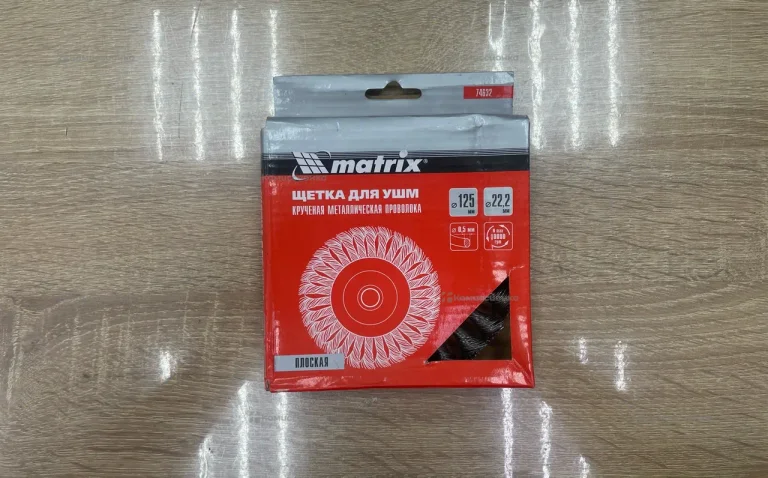 74632
matrix®
ЩЕТКА ДЛЯ УШМ
КРУЧЕНАЯ МЕТАЛЛИЧЕСКАЯ ПРОВОЛОКА
⌀ 125 мм
⌀ 22,2 мм
⌀ 0,5 мм
ПЛОСКАЯ